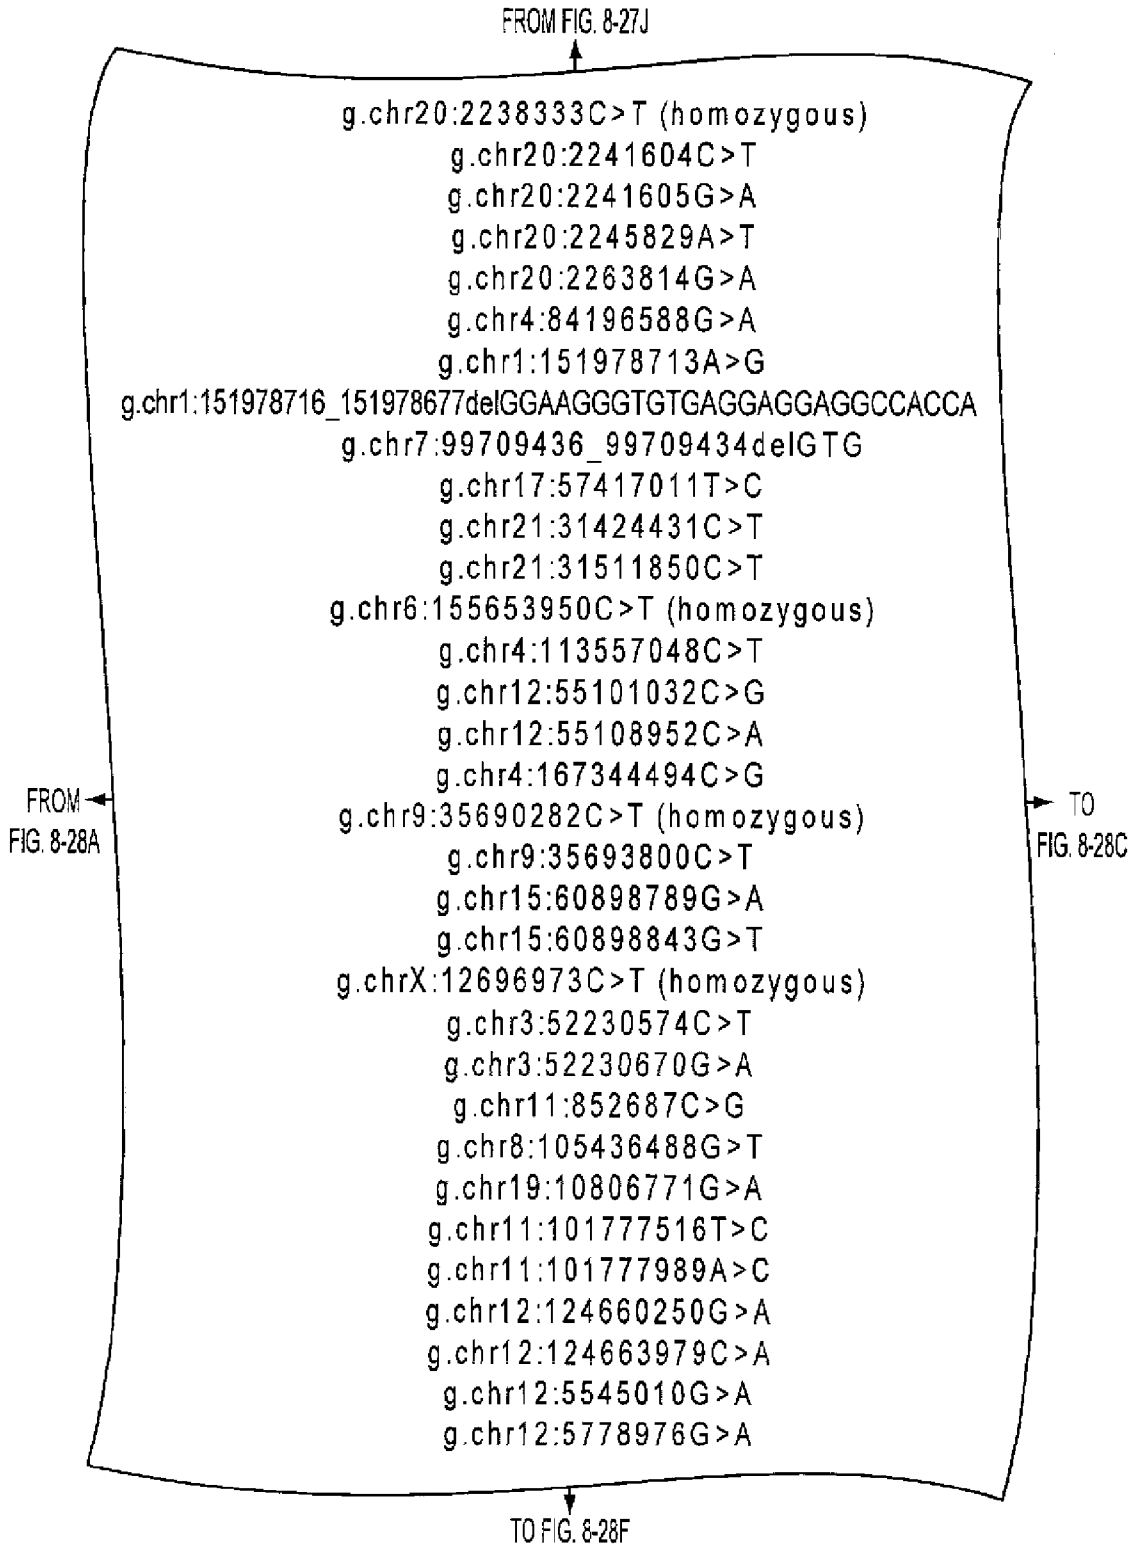 FROM FIG. 8-27J
g.chr20:2238333C>T (homozygous)
g.chr20:2241604C>T
g.chr20:2241605G>A
g.chr20:2245829A>T
g.chr20:2263814G>A
g.chr4:84196588G>A
g.chr1:151978713A>G
g.chr1:151978716_151978677delGGAAGGGTGTGAGGAGGAGGCCACCA
g.chr7:99709436_99709434delGTG
g.chr17:57417011T>C
g.chr21:31424431C>T
g.chr21:31511850C>T
g.chr6:155653950C>T (homozygous)
g.chr4:113557048C>T
g.chr12:55101032C>G
g.chr12:55108952C>A
g.chr4:167344494C>G
FROM
FIG. 8-28A
TO
FIG. 8-28C
g.chr9:35690282C>T (homozygous)
g.chr9:35693800C>T
g.chr15:60898789G>A
g.chr15:60898843G>T
g.chrX:12696973C>T (homozygous)
g.chr3:52230574C>T
g.chr3:52230670G>A
g.chr11:852687C>G
g.chr8:105436488G>T
g.chr19:10806771G>A
g.chr11:101777516T>C
g.chr11:101777989A>C
g.chr12:124660250G>A
g.chr12:124663979C>A
g.chr12:5545010G>A
g.chr12:5778976G>A
TO FIG. 8-28F